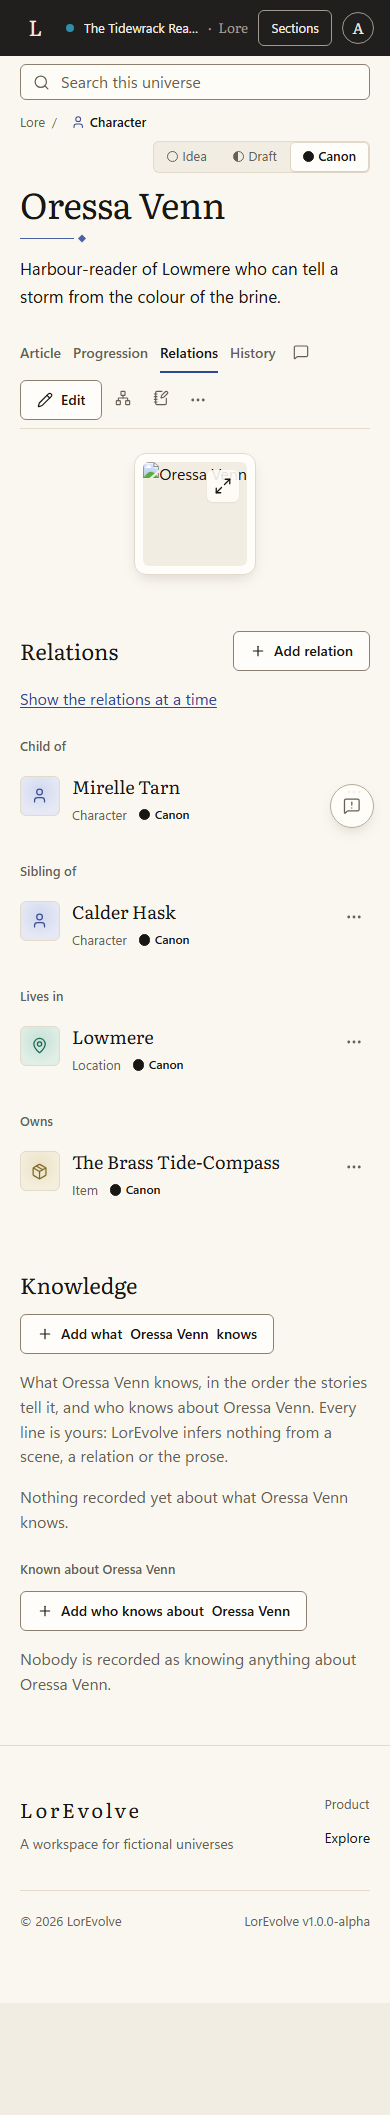 L The Tidewrack Rea... · Lore Sections A
Search this universe
Lore / Character
Idea Draft Canon
Oressa Venn
Harbour-reader of Lowmere who can tell a
storm from the colour of the brine.
Article Progression Relations History
Edit
Oressa Venn
Relations
Add relation
Show the relations at a time
Child of
Mirelle Tarn
Character Canon
Sibling of
Calder Hask
Character Canon
Lives in
Lowmere
Location Canon
Owns
The Brass Tide-Compass
Item Canon
Knowledge
Add what Oressa Venn knows
What Oressa Venn knows, in the order the stories
tell it, and who knows about Oressa Venn. Every
line is yours: LorEvolve infers nothing from a
scene, a relation or the prose.
Nothing recorded yet about what Oressa Venn
knows.
Known about Oressa Venn
Add who knows about Oressa Venn
Nobody is recorded as knowing anything about
Oressa Venn.
LorEvolve
A workspace for fictional universes
Product
Explore
© 2026 LorEvolve
LorEvolve v1.0.0-alpha